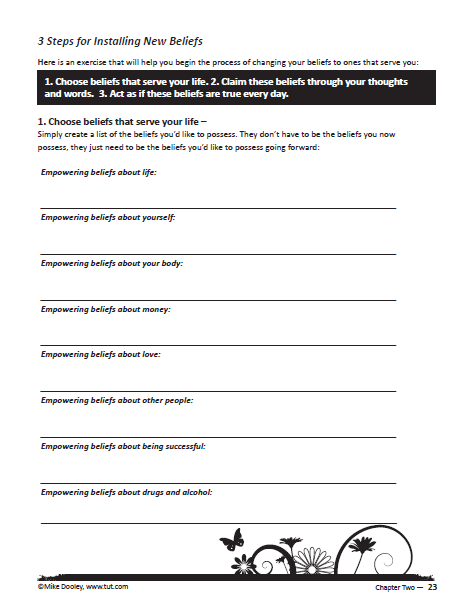 3 Steps for Installing New Beliefs
Here is an exercise that will help you begin the process of changing your beliefs to ones that serve you:
1. Choose beliefs that serve your life. 2. Claim these beliefs through your thoughts
and words. 3. Act as if these beliefs are true every day.
1. Choose beliefs that serve your life –
Simply create a list of the beliefs you'd like to possess. They don't have to be the beliefs you now
possess, they just need to be the beliefs you'd like to possess going forward:
Empowering beliefs about life:
Empowering beliefs about yourself:
Empowering beliefs about your body:
Empowering beliefs about money:
Empowering beliefs about love:
Empowering beliefs about other people:
Empowering beliefs about being successful:
Empowering beliefs about drugs and alcohol:
©Mike Dooley, www.tut.com Chapter Two — 23